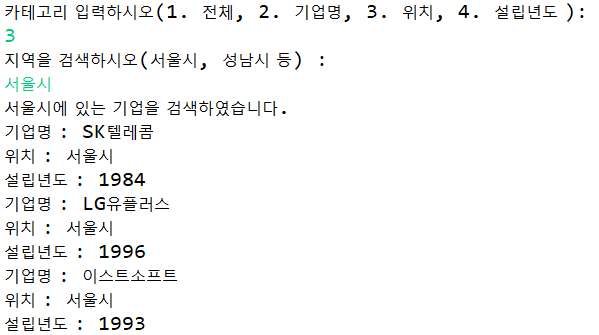 카테고리 입력하시오(1. 전체, 2. 기업명, 3. 위치, 4. 설립년도 ):
3
지역을 검색하시오(서울시, 성남시 등) :
서울시
서울시에 있는 기업을 검색하였습니다.
기업명 : SK텔레콤
위치 : 서울시
설립년도 : 1984
기업명 : LG유플러스
위치 : 서울시
설립년도 : 1996
기업명 : 이스트소프트
위치 : 서울시
설립년도 : 1993